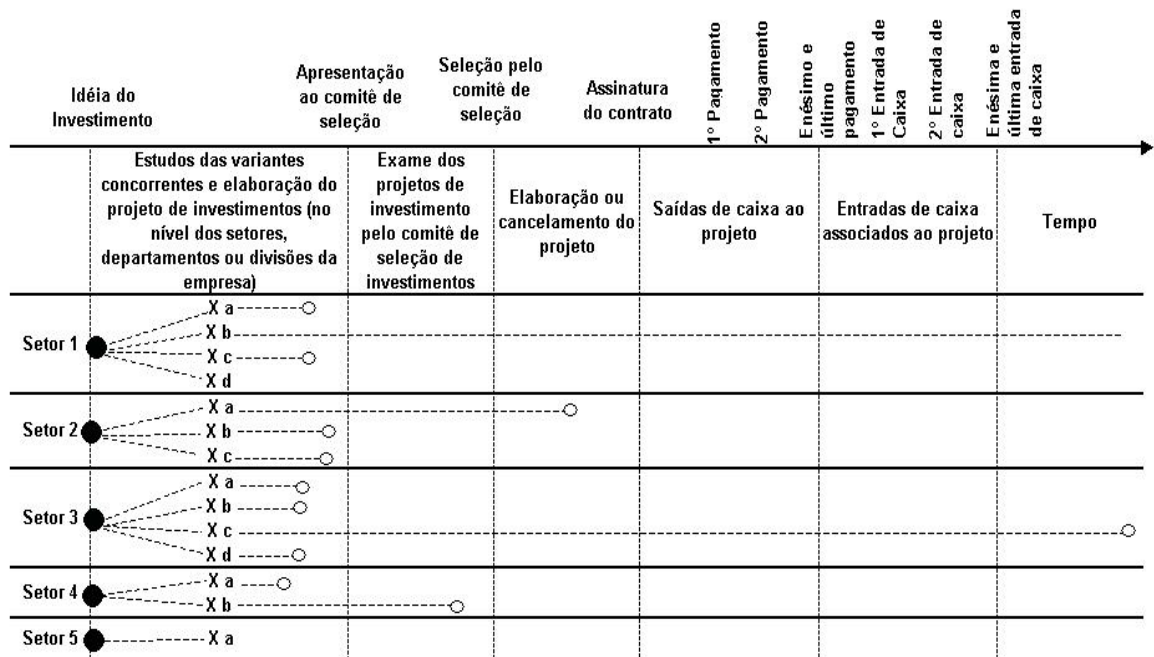 Idéia do
Investimento
Apresentação
ao comitê de
seleção
Seleção pelo
comitê de
seleção
Assinatura
do contrato
1º Pagamento
2º Pagamento
Enésimo e
último
pagamento
1º Entrada de
Caixa
2º Entrada de
caixa
Enésima e
última entrada
de caixa
Estudos das variantes
concorrentes e elaboração do
projeto de investimentos (no
nível dos setores,
departamentos ou divisões da
empresa)
Exame dos
projetos de
investimento
pelo comitê de
seleção de
investimentos
Elaboração ou
cancelamento do
projeto
Saídas de caixa ao
projeto
Entradas de caixa
associados ao projeto
Tempo
Setor 1
X a
X b
X c
X d
Setor 2
X a
X b
X c
Setor 3
X a
X b
X c
X d
Setor 4
X a
X b
Setor 5
X a